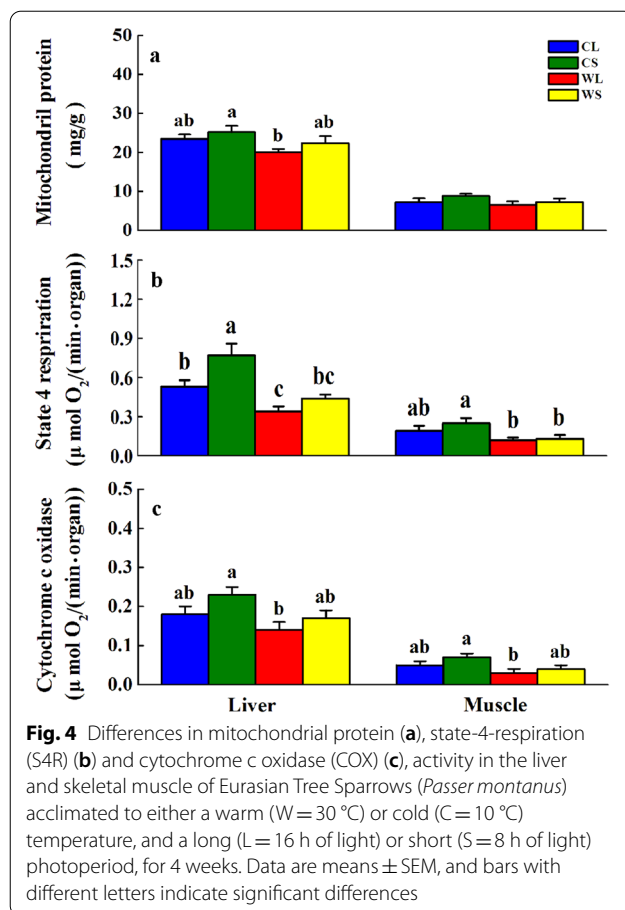 Mitochondril protein
( mg/g )
50
40
30
20
10
0
a
ab
a
b
ab
CL
CS
WL
WS
State 4 respriration
(μ mol O₂/(min·organ))
1.5
1.2
0.9
0.6
0.3
0.0
b
b
a
c
bc
ab
a
b
b
Cytochrome c oxidase
(μ mol O₂/(min·organ))
0.5
0.4
0.3
0.2
0.1
0.0
c
ab
a
b
ab
ab
a
b
ab
Liver
Muscle
Fig. 4 Differences in mitochondrial protein (a), state-4-respiration
(S4R) (b) and cytochrome c oxidase (COX) (c), activity in the liver
and skeletal muscle of Eurasian Tree Sparrows (Passer montanus)
acclimated to either a warm (W = 30 °C) or cold (C = 10 °C)
temperature, and a long (L = 16 h of light) or short (S = 8 h of light)
photoperiod, for 4 weeks. Data are means ± SEM, and bars with
different letters indicate significant differences